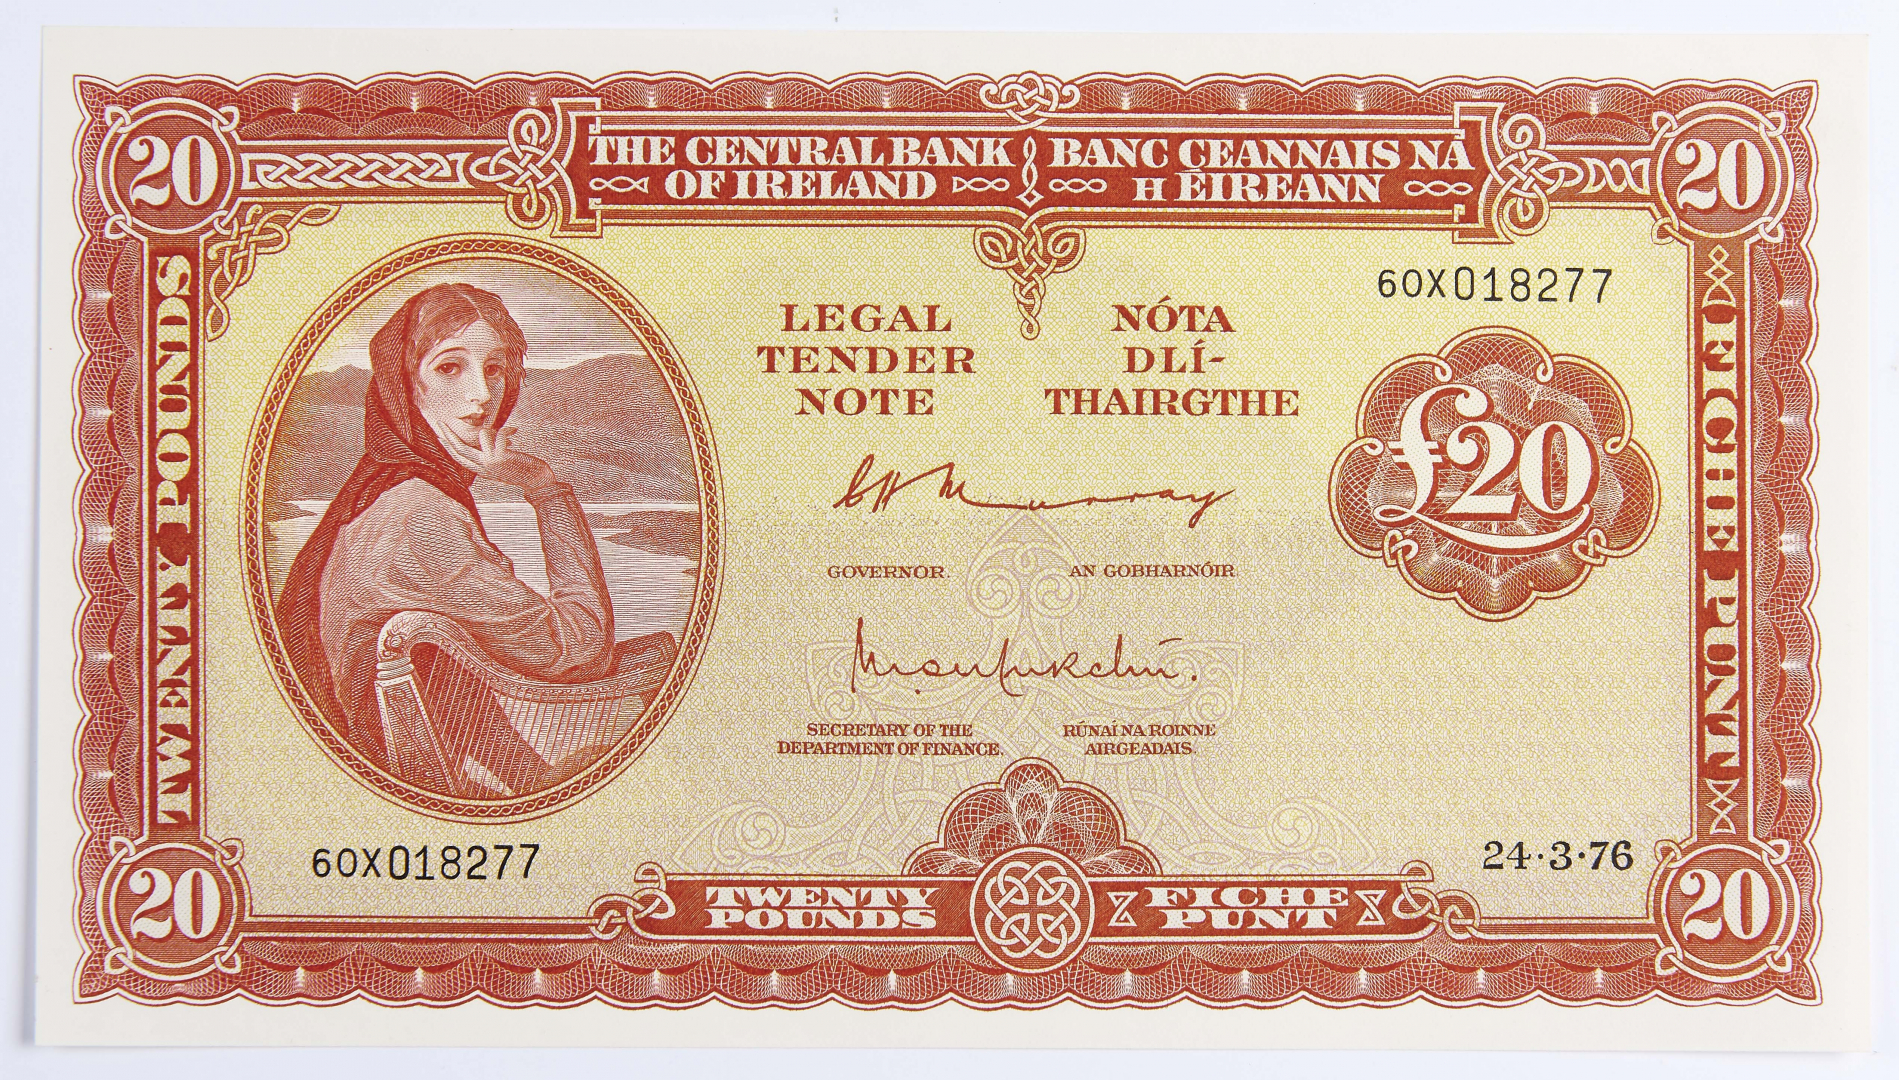 20
20
THE CENTRAL BANK
OF IRELAND
BANC CEANNAIS NA
H ÉIREANN
TWENTY POUNDS
LEGAL
TENDER
NOTE
NÓTA
DLÍ-
THAIRGTHE
60X018277
£20
FICHE PUNT
C H Murray
GOVERNOR.
AN GOBHARNÓIR
SECRETARY OF THE
DEPARTMENT OF FINANCE.
RÚNAÍ NA ROINNE
AIRGEADAIS.
60X018277
24·3·76
20
TWENTY
POUNDS
FICHE
PUNT
20